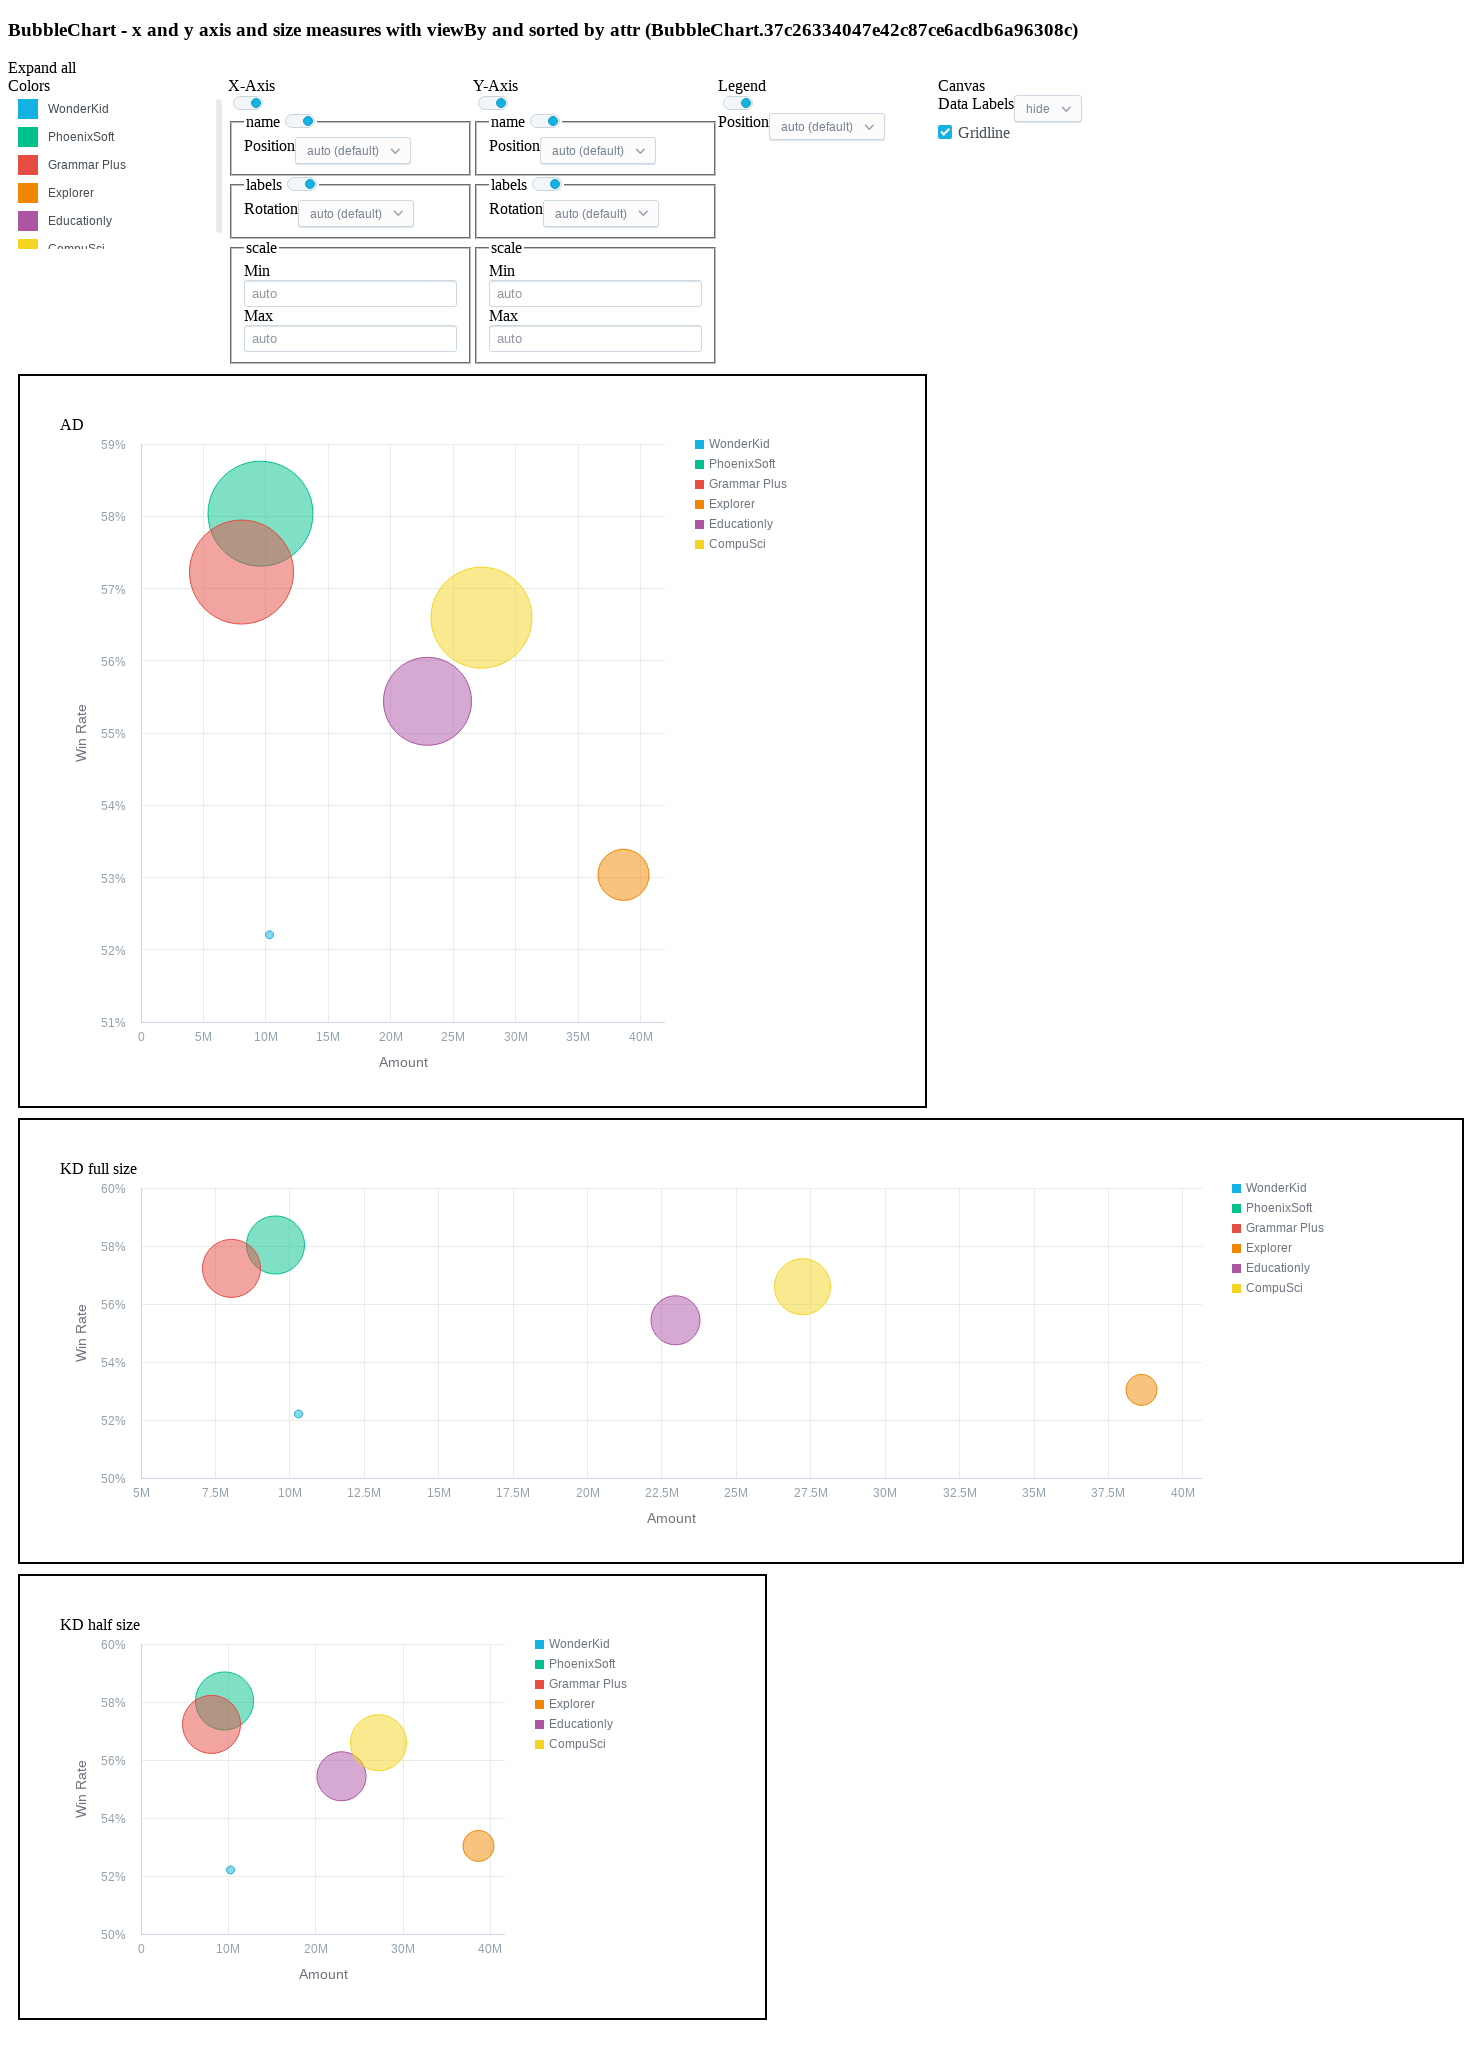 BubbleChart - x and y axis and size measures with viewBy and sorted by attr (BubbleChart.37c26334047e42c87ce6acdb6a96308c)
Expand all
Colors
WonderKid
PhoenixSoft
Grammar Plus
Explorer
Educationly
CompuSci
X-Axis
name
Position auto (default)
labels
Rotation auto (default)
scale
Min
auto
Max
auto
Y-Axis
name
Position auto (default)
labels
Rotation auto (default)
scale
Min
auto
Max
auto
Legend
Position auto (default)
Canvas
Data Labels hide
Gridline
AD
59%
58%
57%
56%
55%
54%
53%
52%
51%
Win Rate
0 5M 10M 15M 20M 25M 30M 35M 40M
Amount
WonderKid
PhoenixSoft
Grammar Plus
Explorer
Educationly
CompuSci
KD full size
60%
58%
56%
54%
52%
50%
Win Rate
5M 7.5M 10M 12.5M 15M 17.5M 20M 22.5M 25M 27.5M 30M 32.5M 35M 37.5M 40M
Amount
WonderKid
PhoenixSoft
Grammar Plus
Explorer
Educationly
CompuSci
KD half size
60%
58%
56%
54%
52%
50%
Win Rate
0 10M 20M 30M 40M
Amount
WonderKid
PhoenixSoft
Grammar Plus
Explorer
Educationly
CompuSci